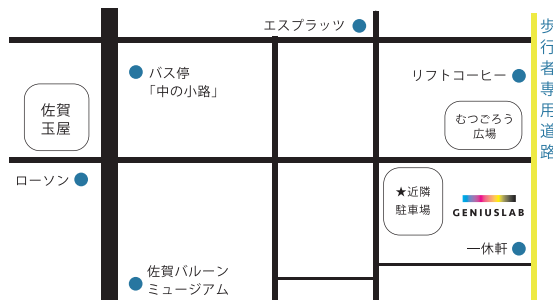 エスプラッツ
歩行者専用道路
バス停
「中の小路」
リフトコーヒー
佐賀
玉屋
むつごろう
広場
ローソン
★近隣
駐車場
GENIUSLAB
一休軒
佐賀バルーン
ミュージアム